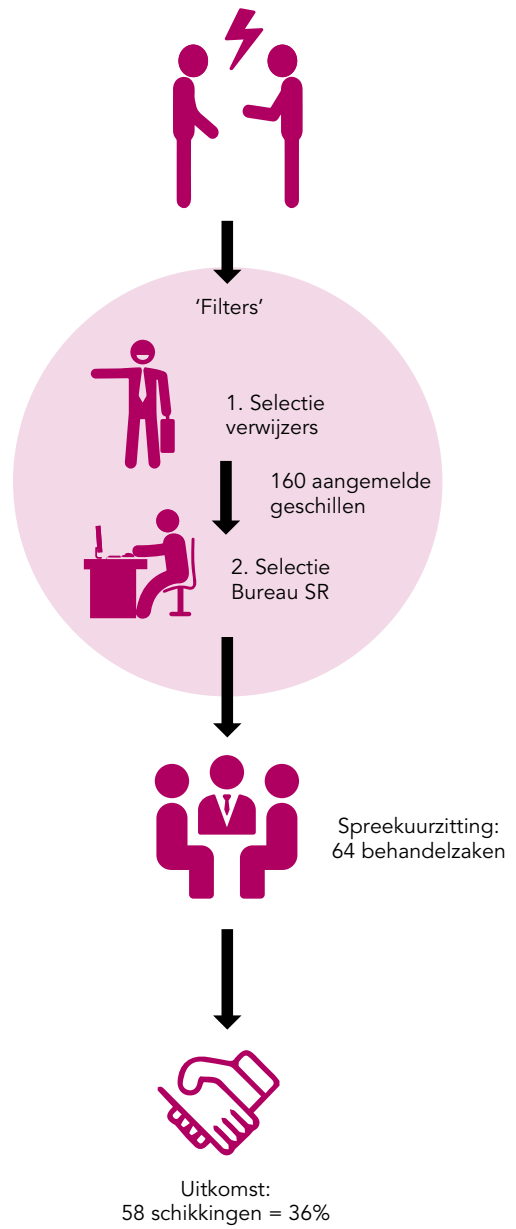 'Filters'
1. Selectie
verwijzers
160 aangemelde
geschillen
2. Selectie
Bureau SR
Spreekuurzitting:
64 behandelzaken
Uitkomst:
58 schikkingen = 36%